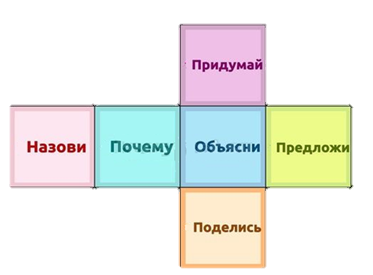 Придумай
Назови
Почему
Объясни
Предложи
Поделись